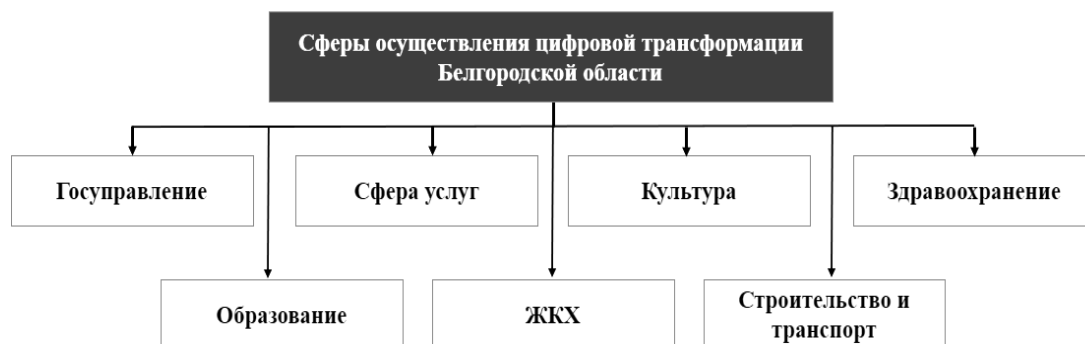 Сферы осуществления цифровой трансформации
Белгородской области
Госуправление
Сфера услуг
Культура
Здравоохранение
Образование
ЖКХ
Строительство и
транспорт